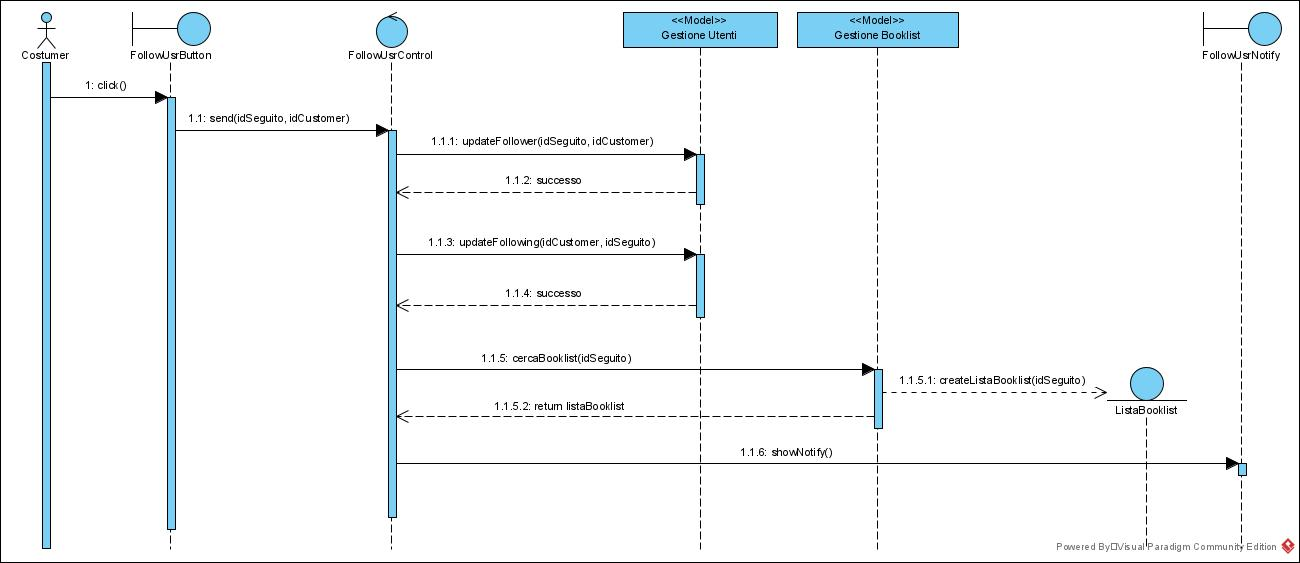 Costumer
FollowUsrButton
FollowUsrControl
<<Model>>
Gestione Utenti
<<Model>>
Gestione Booklist
FollowUsrNotify
1: click()
1.1: send(idSeguito, idCustomer)
1.1.1: updateFollower(idSeguito, idCustomer)
1.1.2: successo
1.1.3: updateFollowing(idCustomer, idSeguito)
1.1.4: successo
1.1.5: cercaBooklist(idSeguito)
1.1.5.1: createListaBooklist(idSeguito)
1.1.5.2: return listaBooklist
ListaBooklist
1.1.6: showNotify()
Powered By□Visual Paradigm Community Edition